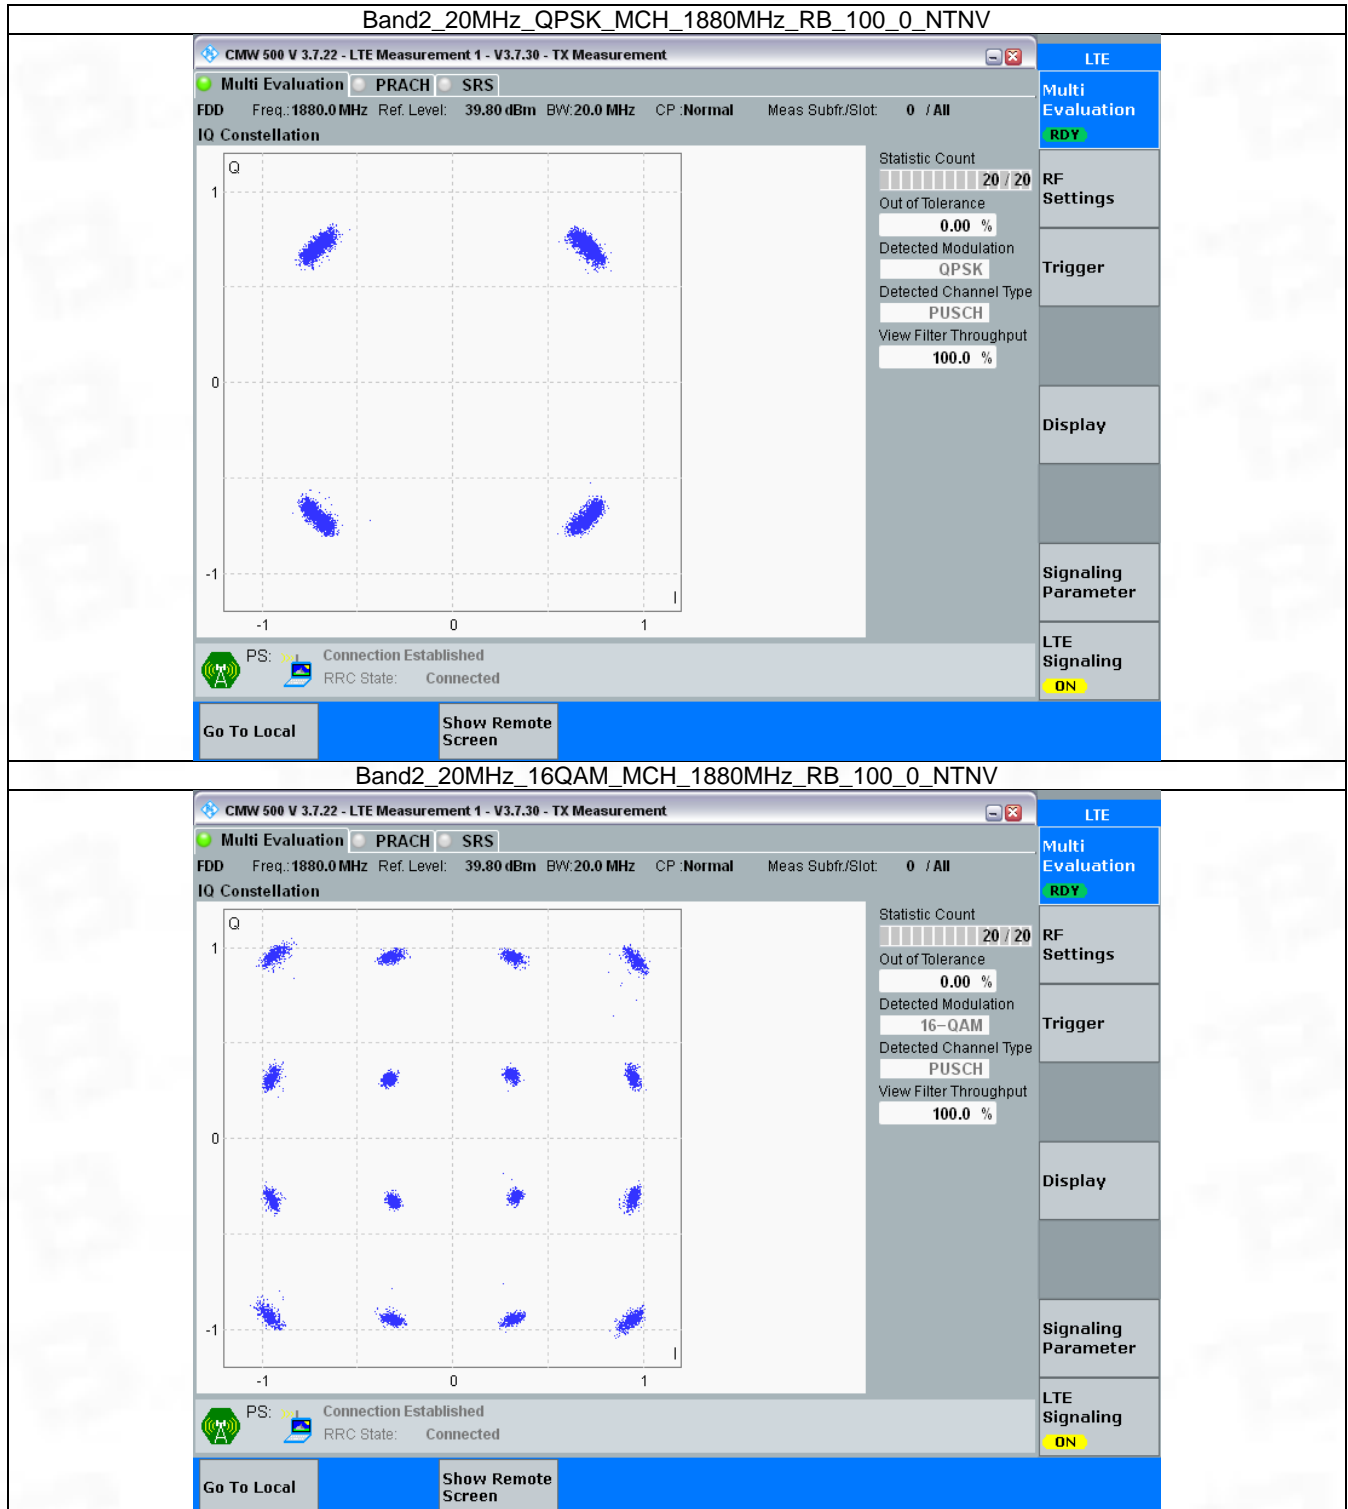 Band2_20MHz_QPSK_MCH_1880MHz_RB_100_0_NTNV
CMW 500 V 3.7.22 - LTE Measurement 1 - V3.7.30 - TX Measurement
LTE
Multi Evaluation PRACH SRS
Multi
Evaluation
RDY
FDD Freq.:1880.0 MHz Ref. Level: 39.80 dBm BW:20.0 MHz CP :Normal Meas Subfr./Slot: 0 / All
IQ Constellation
Q
1
0
-1
I
-1 0 1
Statistic Count
20 / 20
Out of Tolerance
0.00 %
Detected Modulation
QPSK
Detected Channel Type
PUSCH
View Filter Throughput
100.0 %
RF
Settings
Trigger
Display
Signaling
Parameter
LTE
Signaling
ON
PS: Connection Established
RRC State: Connected
Go To Local
Show Remote
Screen
Band2_20MHz_16QAM_MCH_1880MHz_RB_100_0_NTNV
CMW 500 V 3.7.22 - LTE Measurement 1 - V3.7.30 - TX Measurement
LTE
Multi Evaluation PRACH SRS
Multi
Evaluation
RDY
FDD Freq.:1880.0 MHz Ref. Level: 39.80 dBm BW:20.0 MHz CP :Normal Meas Subfr./Slot: 0 / All
IQ Constellation
Q
1
0
-1
I
-1 0 1
Statistic Count
20 / 20
Out of Tolerance
0.00 %
Detected Modulation
16-QAM
Detected Channel Type
PUSCH
View Filter Throughput
100.0 %
RF
Settings
Trigger
Display
Signaling
Parameter
LTE
Signaling
ON
PS: Connection Established
RRC State: Connected
Go To Local
Show Remote
Screen